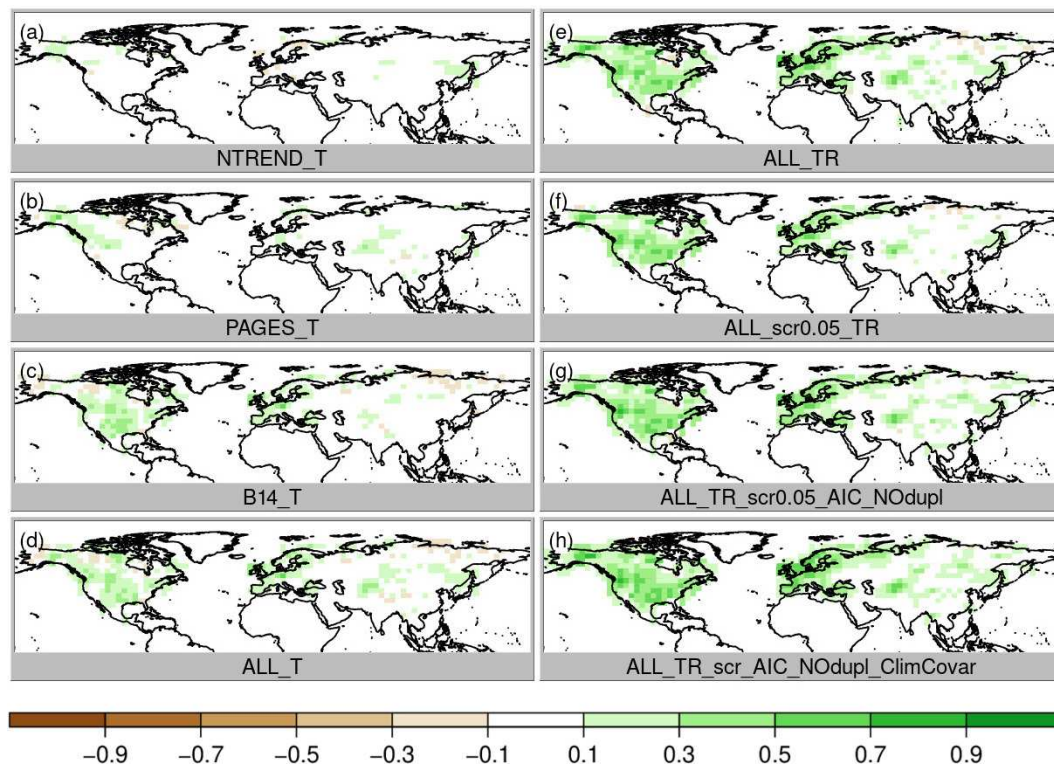 (a)
NTREND_T
(b)
PAGES_T
(c)
B14_T
(d)
ALL_T
(e)
ALL_TR
(f)
ALL_scr0.05_TR
(g)
ALL_TR_scr0.05_AIC_NOdupl
(h)
ALL_TR_scr_AIC_NOdupl_ClimCovar
−0.9 −0.7 −0.5 −0.3 −0.1 0.1 0.3 0.5 0.7 0.9